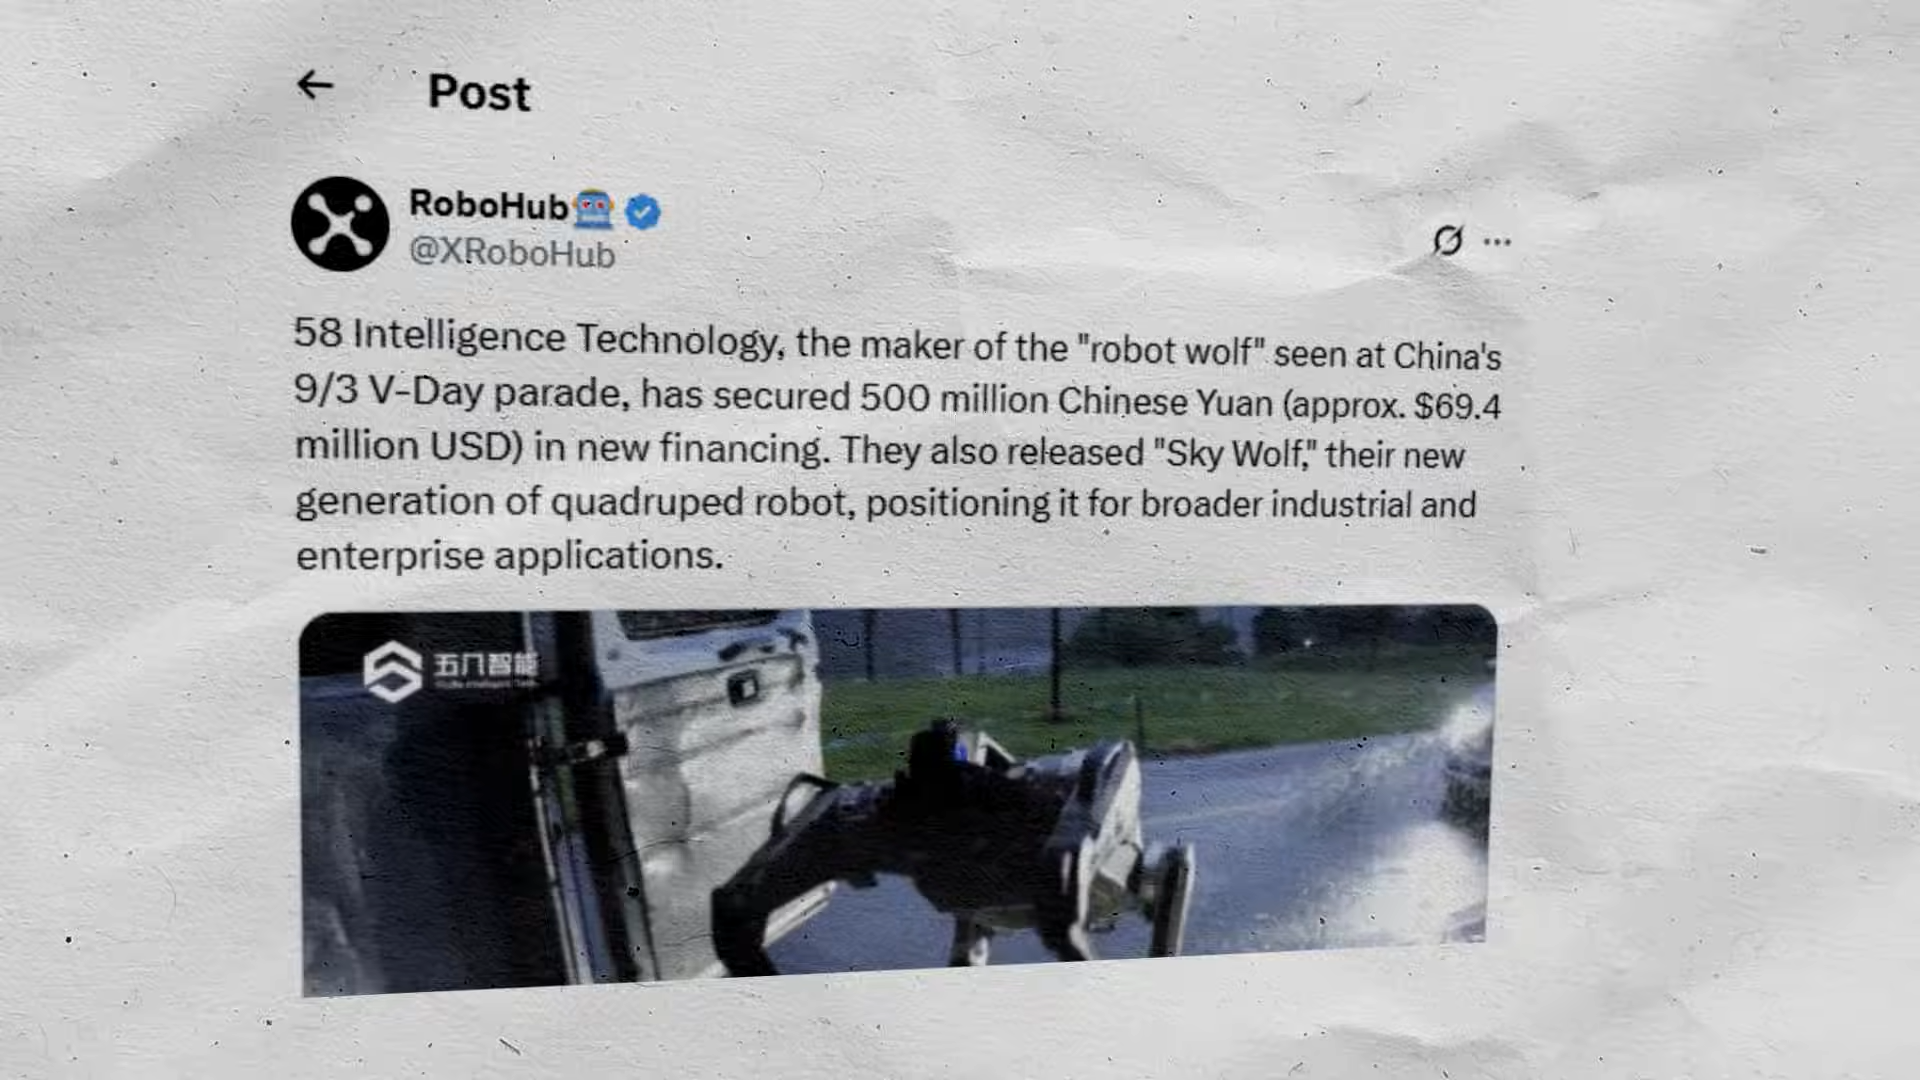 Post
RoboHub
@XRoboHub
58 Intelligence Technology, the maker of the "robot wolf" seen at China's
9/3 V-Day parade, has secured 500 million Chinese Yuan (approx. $69.4
million USD) in new financing. They also released "Sky Wolf," their new
generation of quadruped robot, positioning it for broader industrial and
enterprise applications.
五八智能